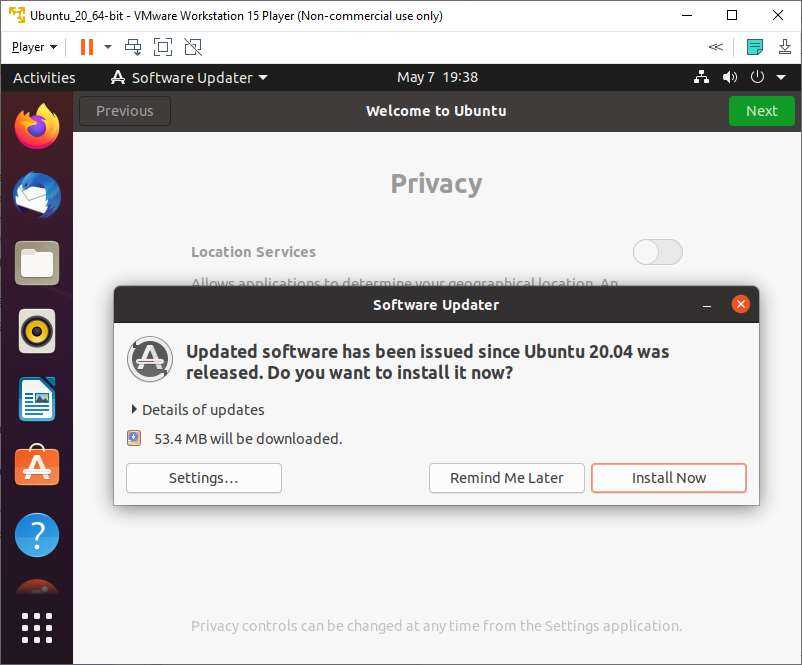 Ubuntu_20_64-bit - VMware Workstation 15 Player (Non-commercial use only)
Player
Activities Software Updater May 7 19:38
Previous Welcome to Ubuntu Next
Privacy
Location Services
Allows applications to determine your geographical location. An
Software Updater
Updated software has been issued since Ubuntu 20.04 was
released. Do you want to install it now?
Details of updates
53.4 MB will be downloaded.
Settings… Remind Me Later Install Now
Privacy controls can be changed at any time from the Settings application.